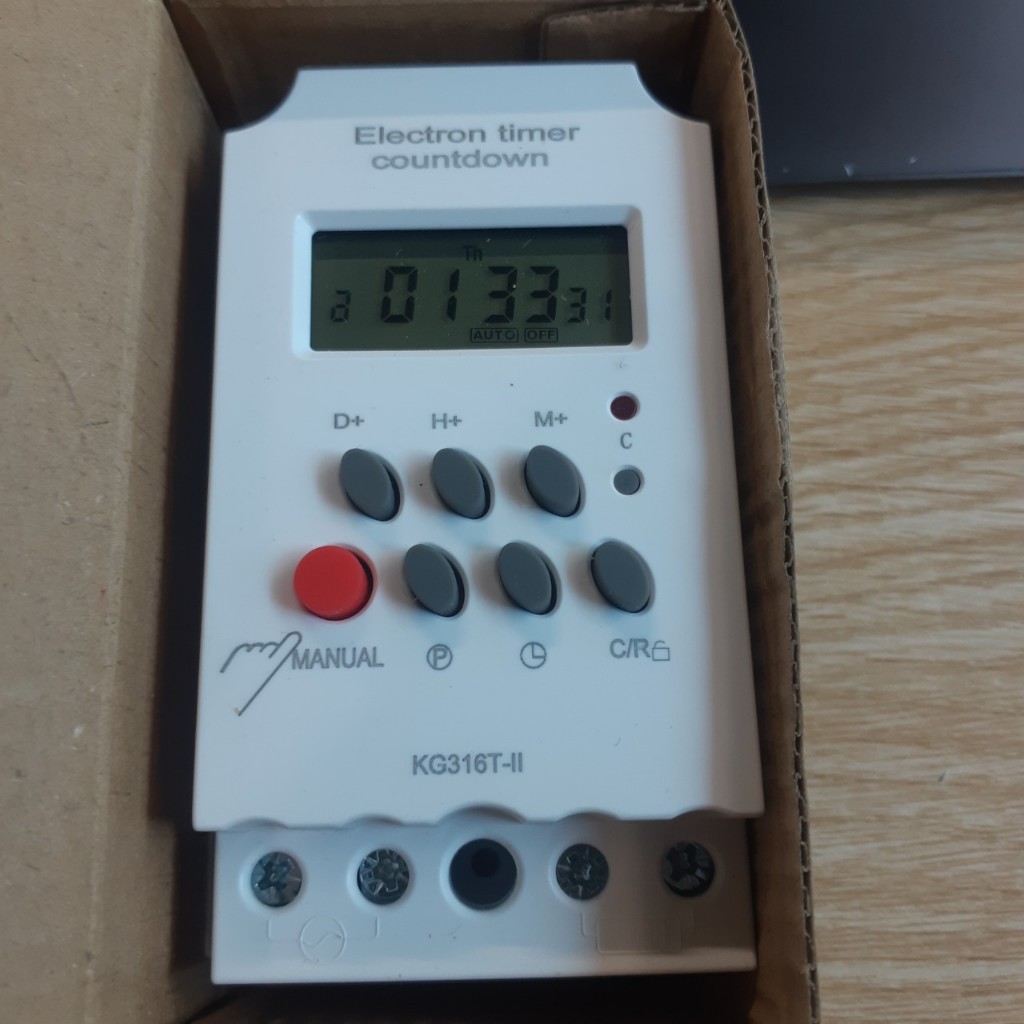 Electron timer
countdown
Th
a 01 33 31
AUTO OFF
D+ H+ M+
C
MANUAL P C/R
KG316T-II